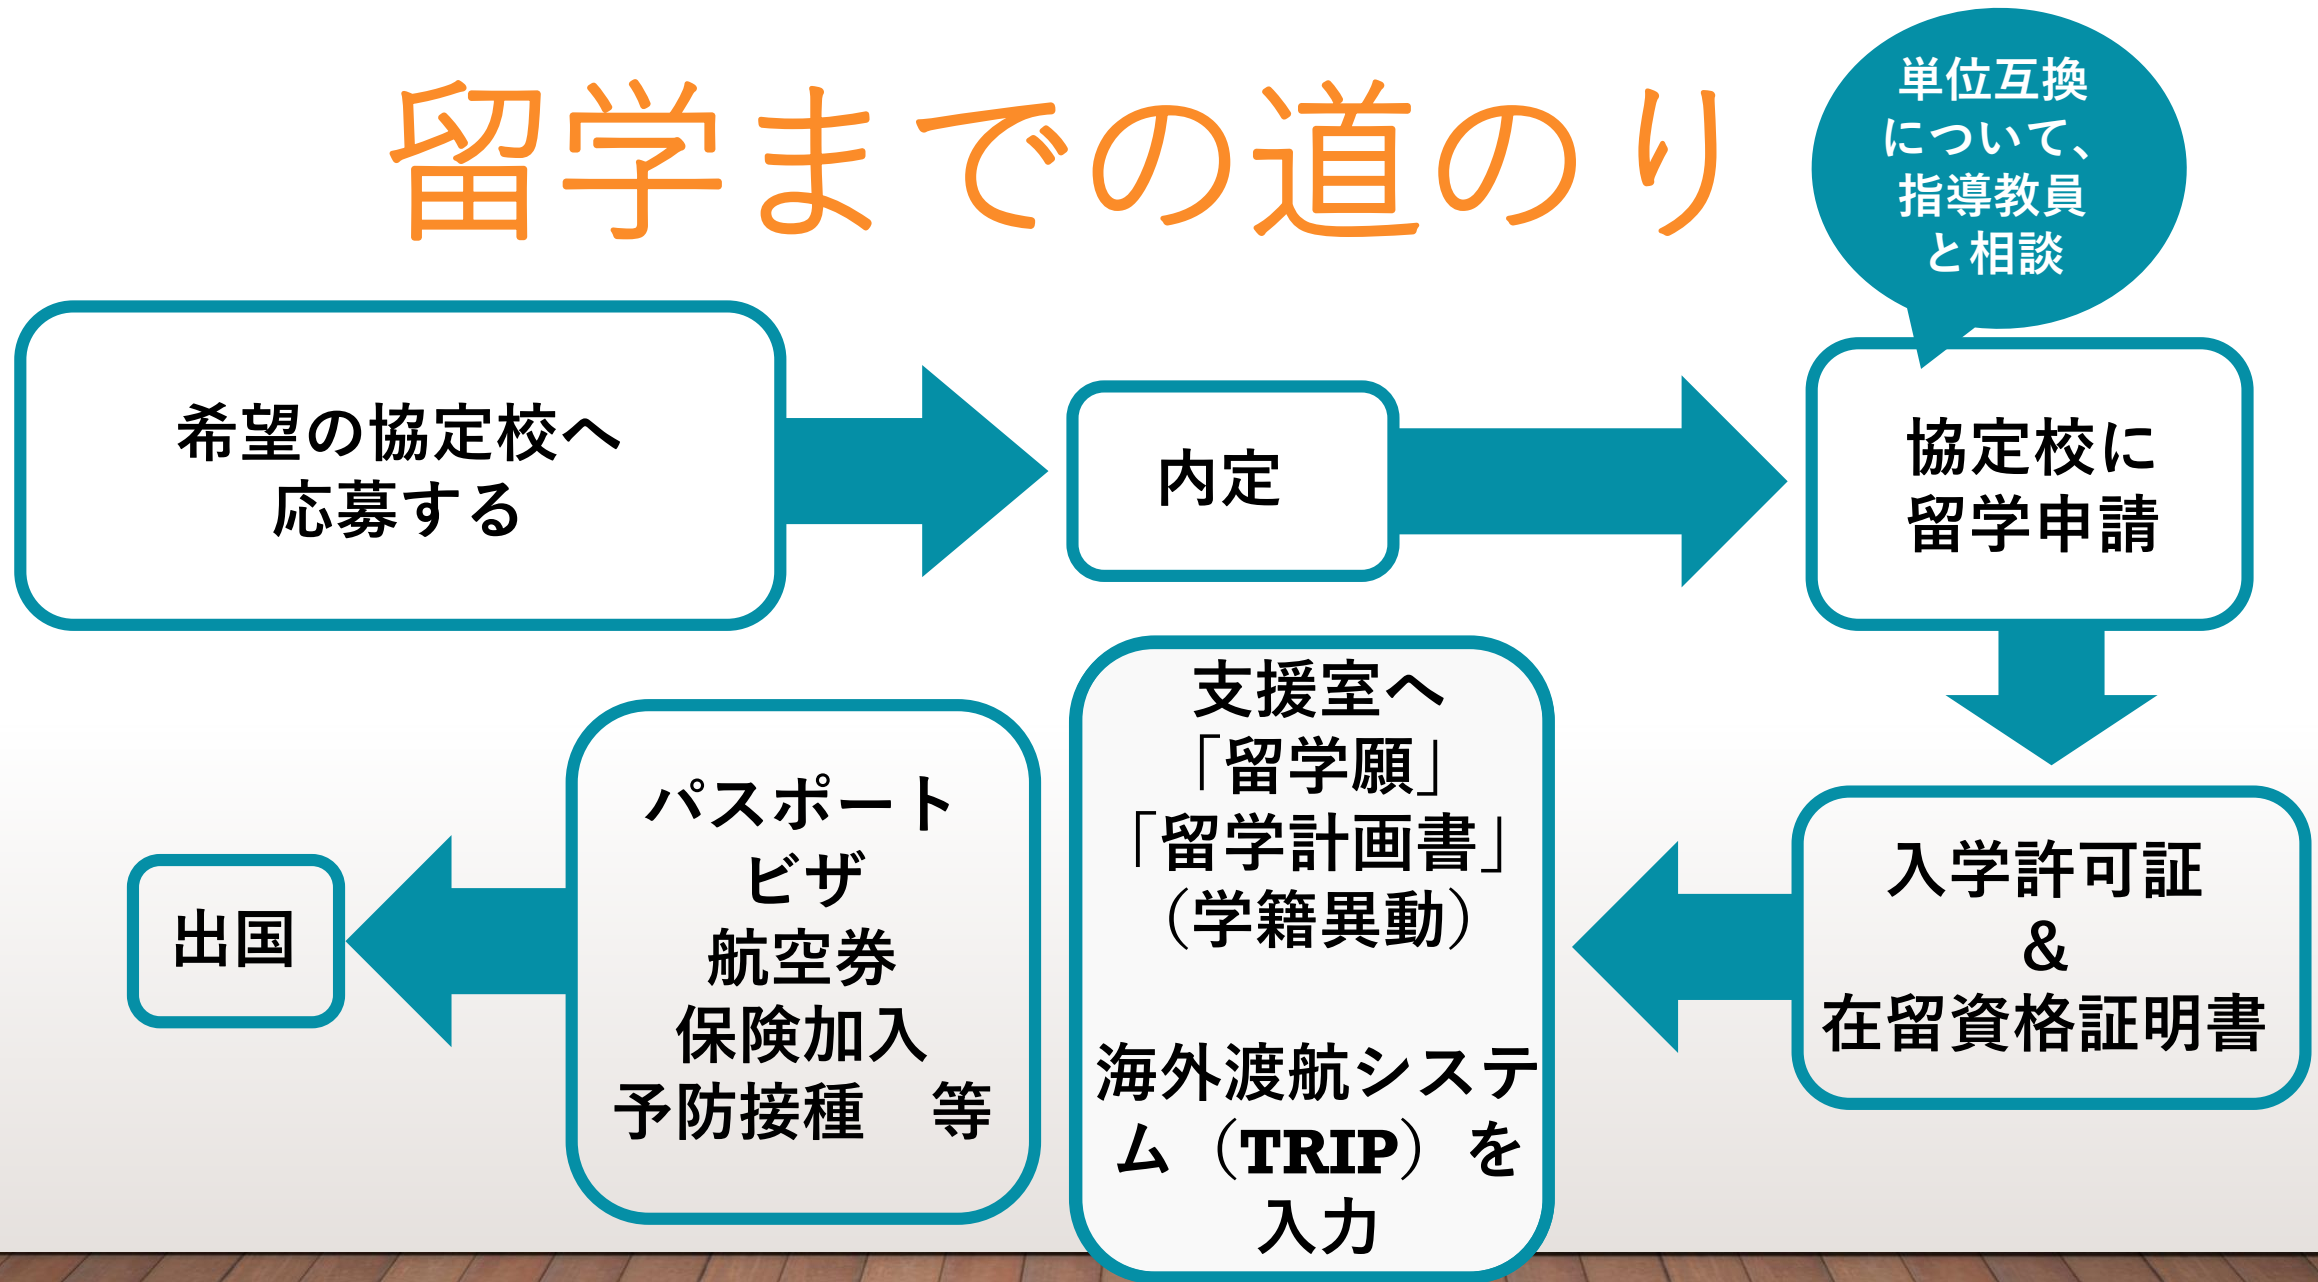 留学までの道のり
単位互換
について、
指導教員
と相談
希望の協定校へ
応募する
内定
協定校に
留学申請
入学許可証
&
在留資格証明書
支援室へ
「留学願」
「留学計画書」
（学籍異動）
海外渡航システ
ム（TRIP）を
入力
パスポート
ビザ
航空券
保険加入
予防接種　等
出国